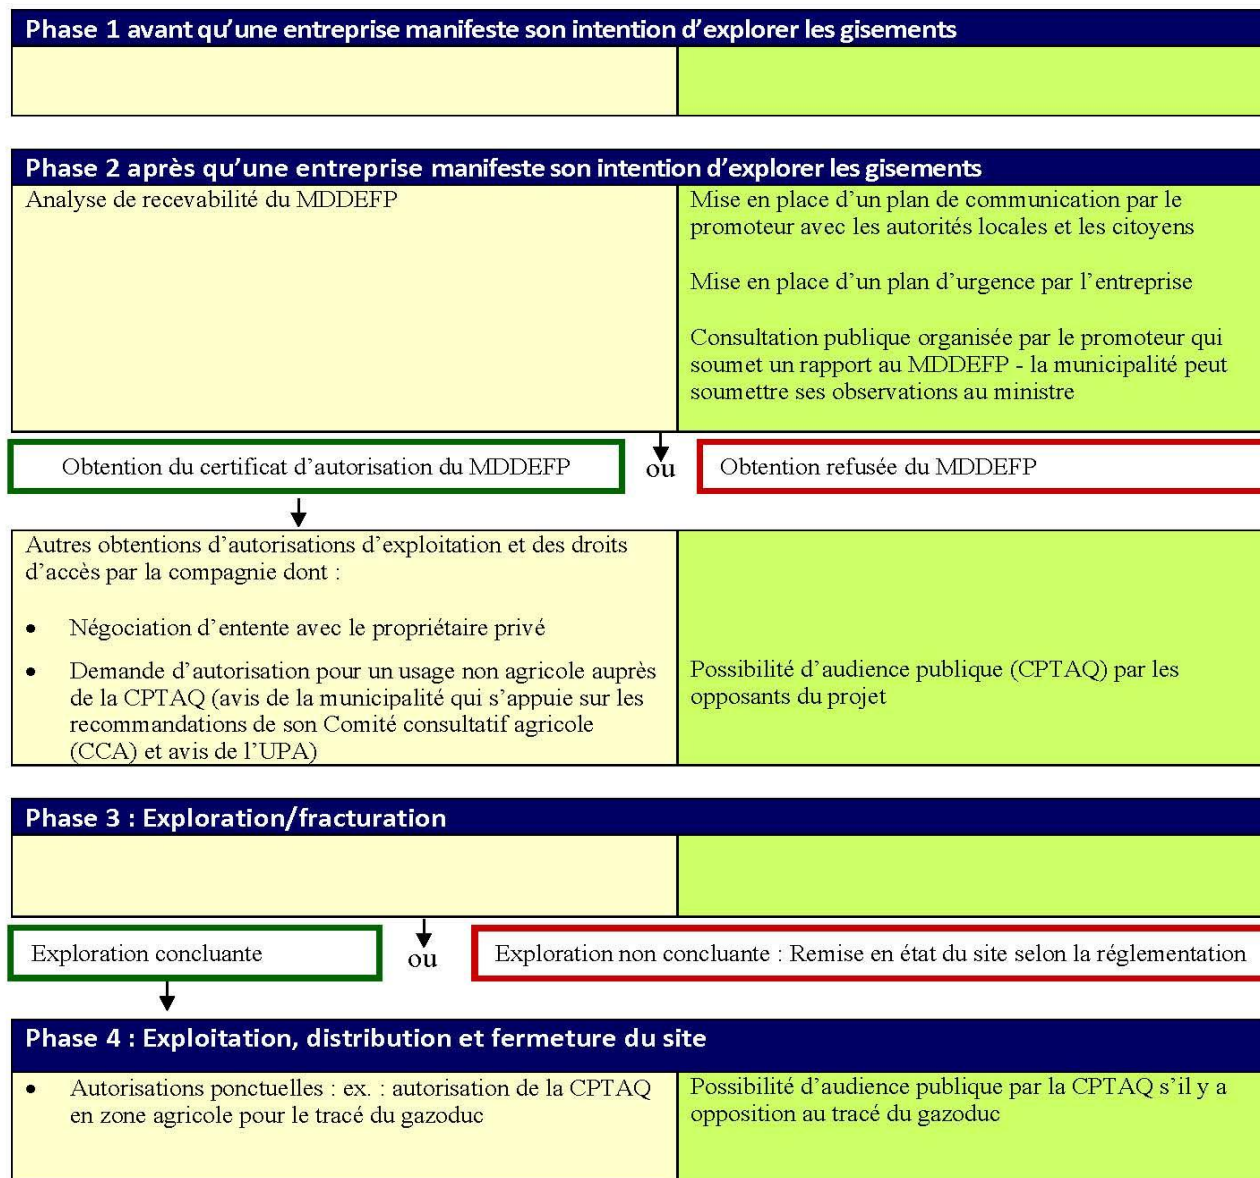 Phase 1 avant qu'une entreprise manifeste son intention d'explorer les gisements
Phase 2 après qu'une entreprise manifeste son intention d'explorer les gisements
Analyse de recevabilité du MDDEFP
Mise en place d'un plan de communication par le
promoteur avec les autorités locales et les citoyens
Mise en place d'un plan d'urgence par l'entreprise
Consultation publique organisée par le promoteur qui
soumet un rapport au MDDEFP - la municipalité peut
soumettre ses observations au ministre
Obtention du certificat d'autorisation du MDDEFP
ou
Obtention refusée du MDDEFP
Autres obtentions d'autorisations d'exploitation et des droits
d'accès par la compagnie dont :
• Négociation d'entente avec le propriétaire privé
• Demande d'autorisation pour un usage non agricole auprès
de la CPTAQ (avis de la municipalité qui s'appuie sur les
recommandations de son Comité consultatif agricole
(CCA) et avis de l'UPA)
Possibilité d'audience publique (CPTAQ) par les
opposants du projet
Phase 3 : Exploration/fracturation
Exploration concluante
ou
Exploration non concluante : Remise en état du site selon la réglementation
Phase 4 : Exploitation, distribution et fermeture du site
• Autorisations ponctuelles : ex. : autorisation de la CPTAQ
en zone agricole pour le tracé du gazoduc
Possibilité d'audience publique par la CPTAQ s'il y a
opposition au tracé du gazoduc